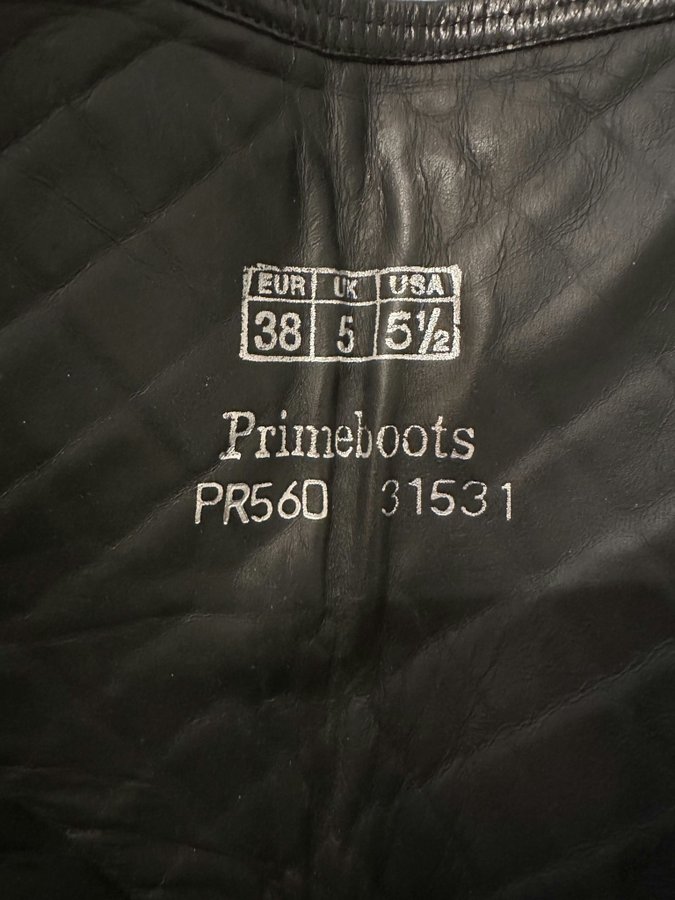 EUR UK USA
38 5 5½
Primeboots
PR560 31531